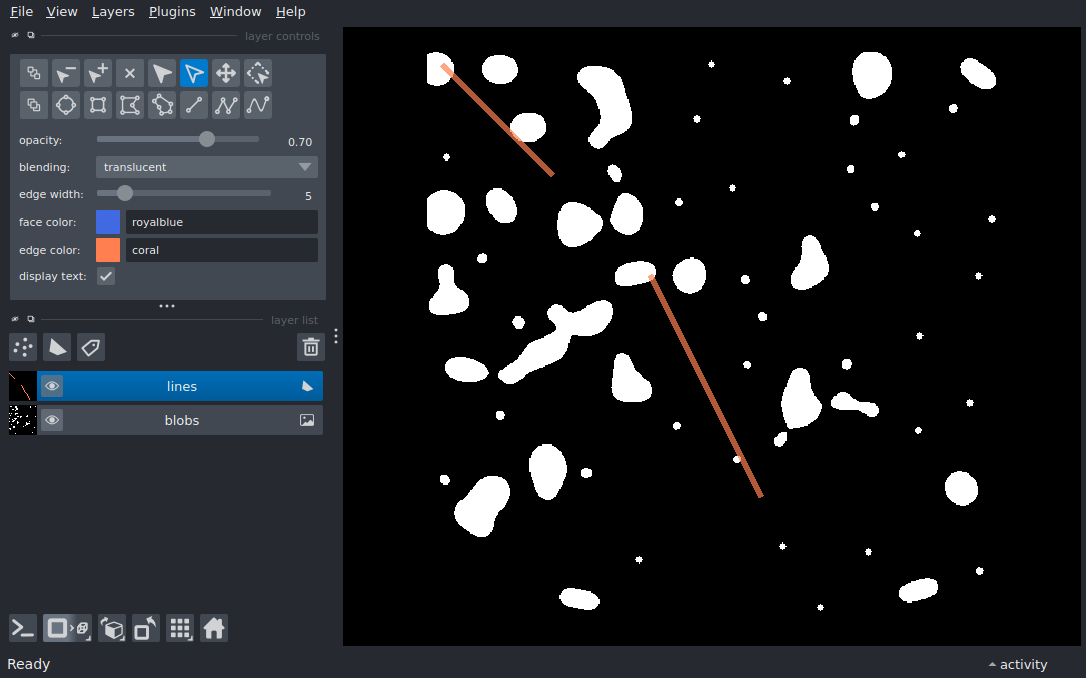 File View Layers Plugins Window Help
layer controls
opacity: 0.70
blending: translucent
edge width: 5
face color: royalblue
edge color: coral
display text:
layer list
lines
blobs
Ready
activity